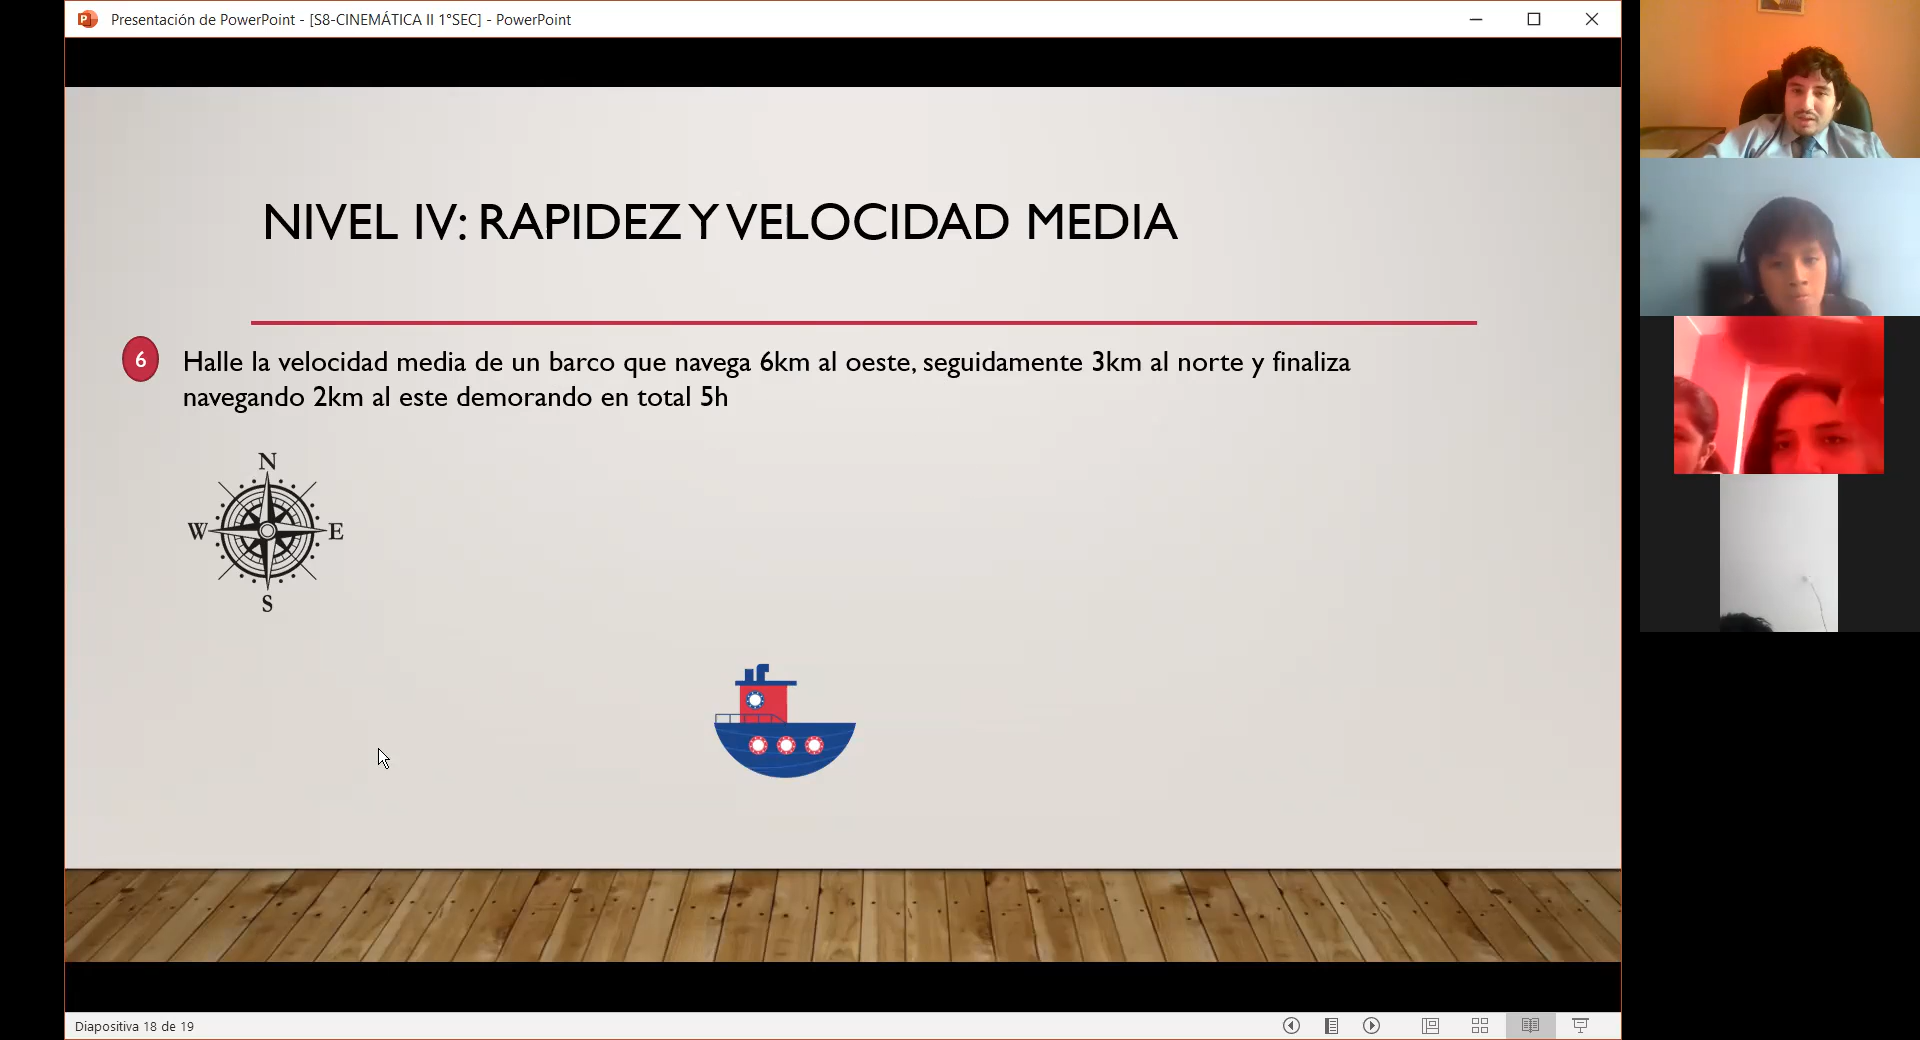 Presentación de PowerPoint - [S8-CINEMÁTICA II 1°SEC] - PowerPoint
NIVEL IV: RAPIDEZ Y VELOCIDAD MEDIA
6
Halle la velocidad media de un barco que navega 6km al oeste, seguidamente 3km al norte y finaliza
navegando 2km al este demorando en total 5h
N
W E
S
Diapositiva 18 de 19